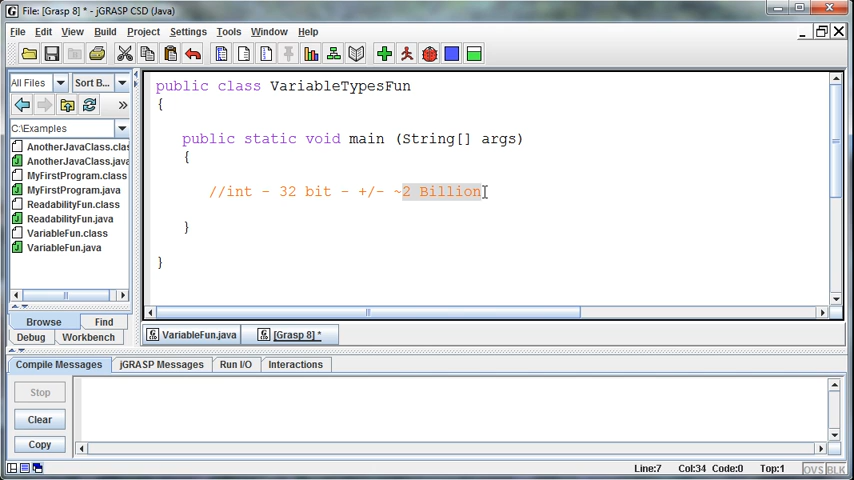 File: [Grasp 8] * - jGRASP CSD (Java)
File Edit View Build Project Settings Tools Window Help
All Files Sort B...
C:\Examples
AnotherJavaClass.clas
AnotherJavaClass.java
MyFirstProgram.class
MyFirstProgram.java
ReadabilityFun.class
ReadabilityFun.java
VariableFun.class
VariableFun.java
Browse Find
Debug Workbench
public class VariableTypesFun
{
public static void main (String[] args)
{
//int - 32 bit - +/- ~2 Billion
}
}
VariableFun.java [Grasp 8] *
Compile Messages jGRASP Messages Run I/O Interactions
Stop
Clear
Copy
Line:7 Col:34 Code:0 Top:1 OVS BLK